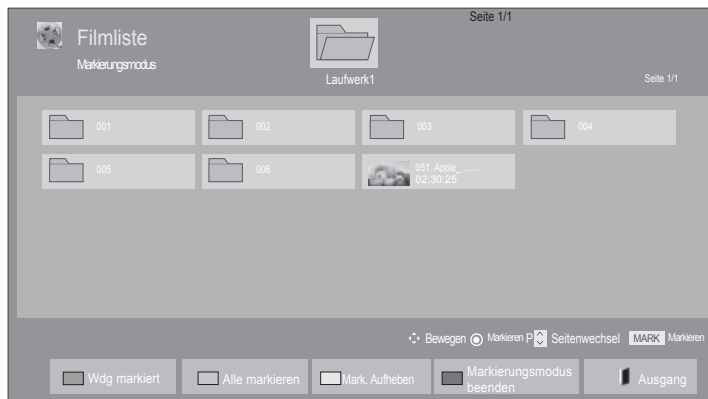 Seite 1/1
Filmliste
Markierungsmodus
Laufwerk1
Seite 1/1
001
002
003
004
005
006
051. Apple_ ......
02:30:25
Bewegen Markieren P Seitenwechsel MARK Markieren
Wdg markiert
Alle markieren
Mark. Aufheben
Markierungsmodus
beenden
Ausgang